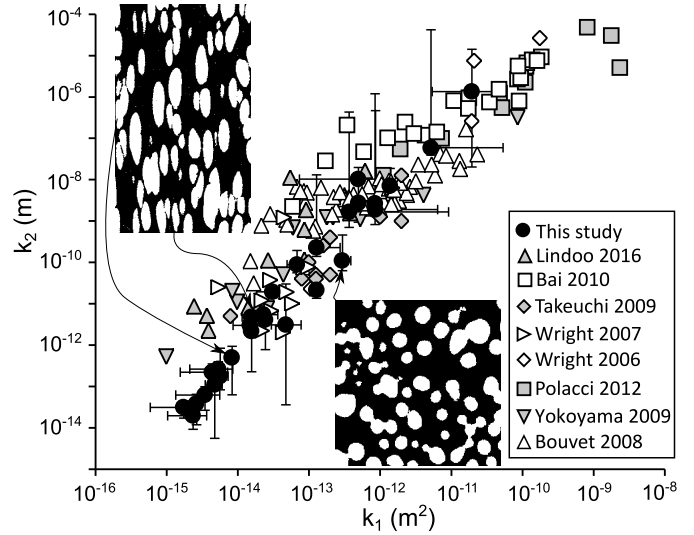 10⁻⁴
10⁻⁶
10⁻⁸
10⁻¹⁰
10⁻¹²
10⁻¹⁴
k₂ (m)
This study
Lindoo 2016
Bai 2010
Takeuchi 2009
Wright 2007
Wright 2006
Polacci 2012
Yokoyama 2009
Bouvet 2008
10⁻¹⁶ 10⁻¹⁵ 10⁻¹⁴ 10⁻¹³ 10⁻¹² 10⁻¹¹ 10⁻¹⁰ 10⁻⁹ 10⁻⁸
k₁ (m²)